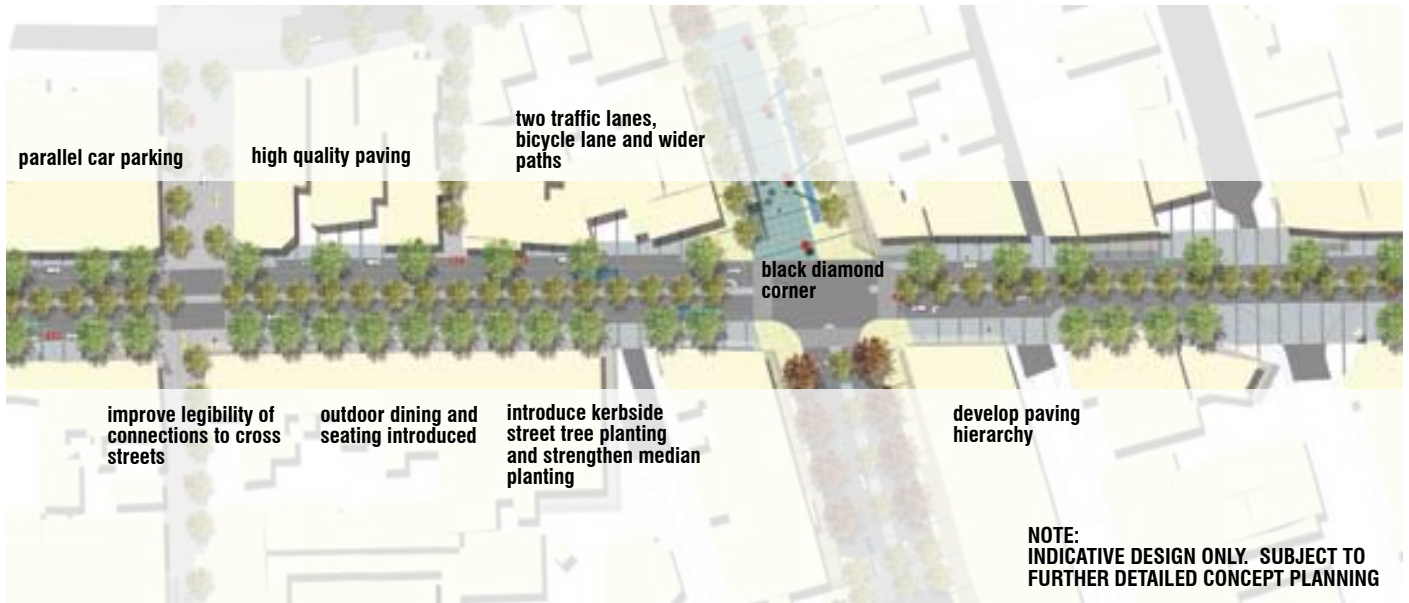 parallel car parking
high quality paving
two traffic lanes,
bicycle lane and wider
paths
black diamond
corner
improve legibility of
connections to cross
streets
outdoor dining and
seating introduced
introduce kerbside
street tree planting
and strengthen median
planting
develop paving
hierarchy
NOTE:
INDICATIVE DESIGN ONLY. SUBJECT TO
FURTHER DETAILED CONCEPT PLANNING